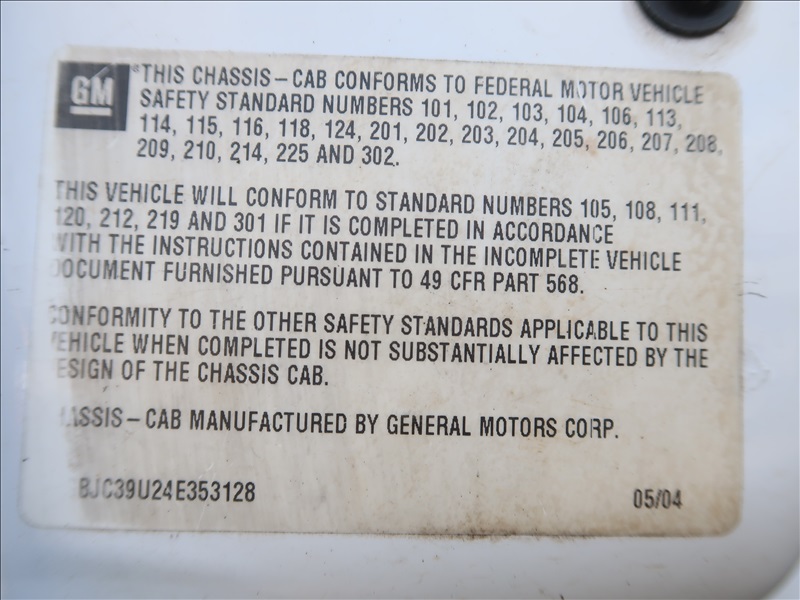 GM
"THIS CHASSIS-CAB CONFORMS TO FEDERAL MOTOR VEHICLE
SAFETY STANDARD NUMBERS 101, 102, 103, 104, 106, 113,
114, 115, 116, 118, 124, 201, 202, 203, 204, 205, 206, 207, 208,
209, 210, 214, 225 AND 302.
THIS VEHICLE WILL CONFORM TO STANDARD NUMBERS 105, 108, 111,
120, 212, 219 AND 301 IF IT IS COMPLETED IN ACCORDANCE
WITH THE INSTRUCTIONS CONTAINED IN THE INCOMPLETE VEHICLE
DOCUMENT FURNISHED PURSUANT TO 49 CFR PART 568.
CONFORMITY TO THE OTHER SAFETY STANDARDS APPLICABLE TO THIS
VEHICLE WHEN COMPLETED IS NOT SUBSTANTIALLY AFFECTED BY THE
ESIGN OF THE CHASSIS CAB.
ASSIS-CAB MANUFACTURED BY GENERAL MOTORS CORP.
BJC39U24E353128 05/04